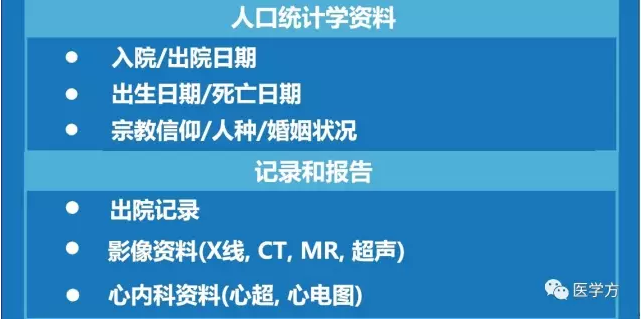 人口统计学资料
● 入院/出院日期
● 出生日期/死亡日期
● 宗教信仰/人种/婚姻状况
记录和报告
● 出院记录
● 影像资料(X线, CT, MR, 超声)
● 心内科资料(心超, 心电图)
医学方